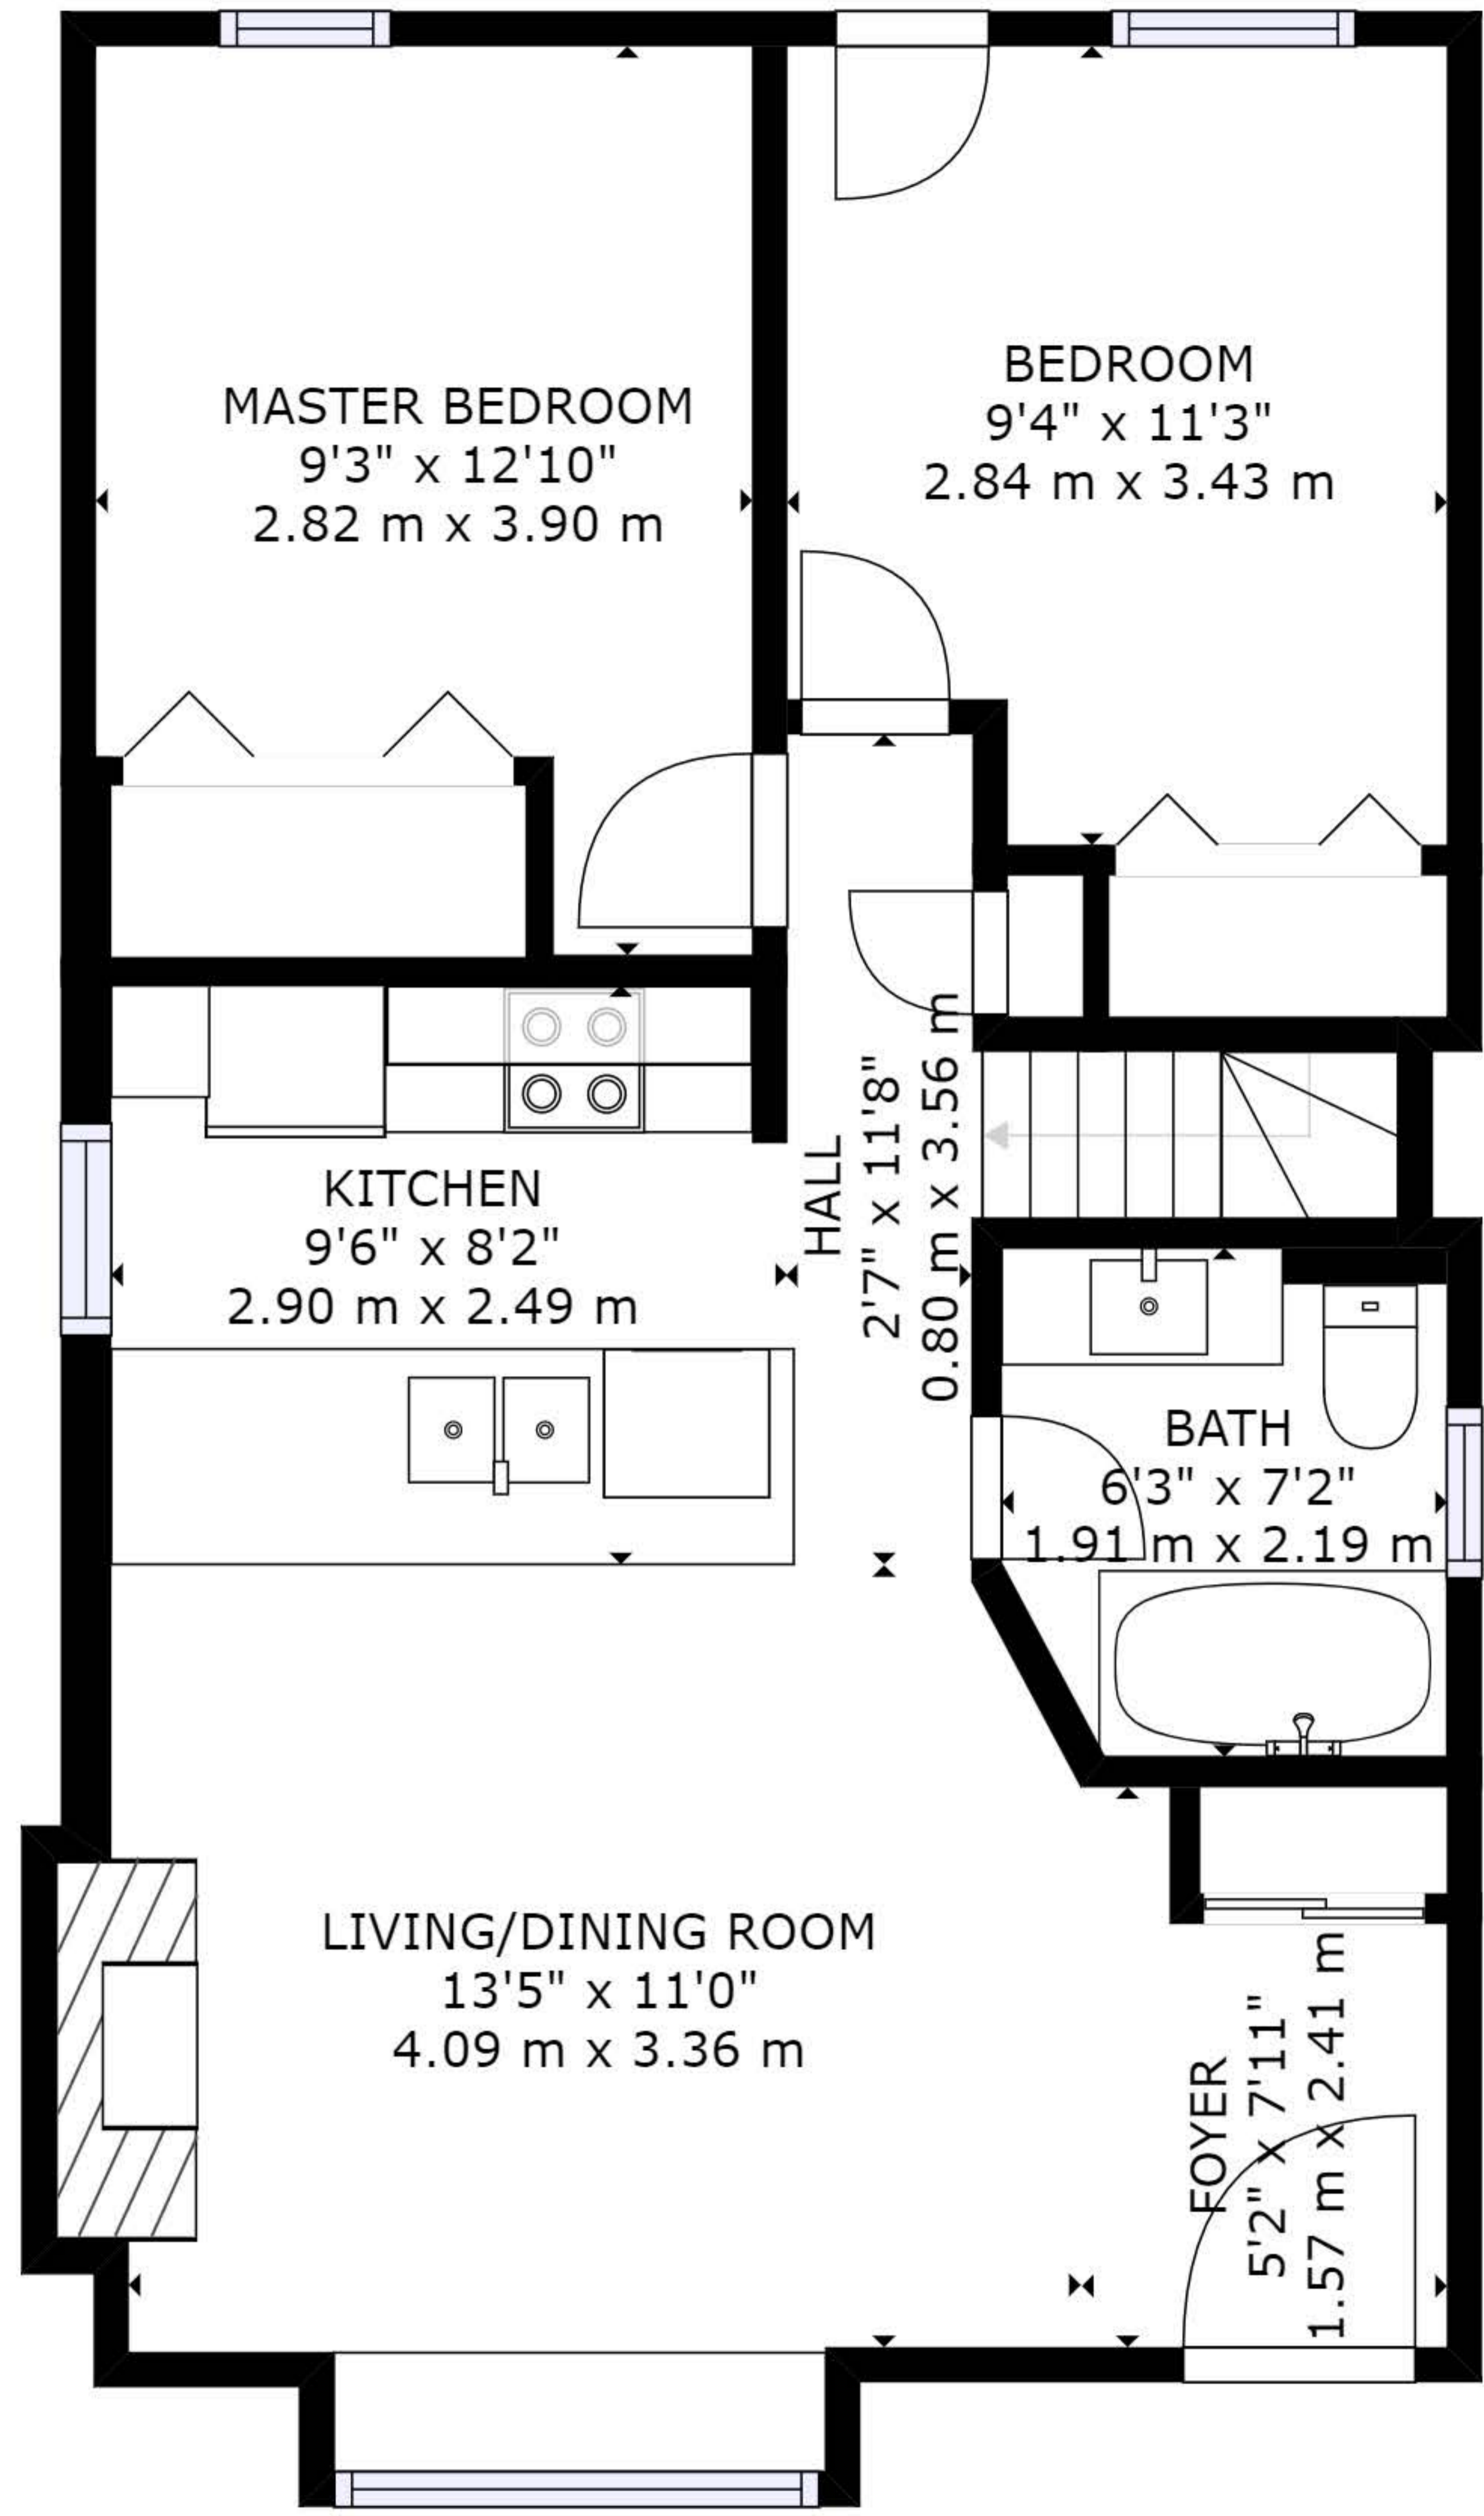 MASTER BEDROOM
9'3" x 12'10"
2.82 m x 3.90 m
BEDROOM
9'4" x 11'3"
2.84 m x 3.43 m
KITCHEN
9'6" x 8'2"
2.90 m x 2.49 m
HALL
2'7" x 11'8"
0.80 m x 3.56 m
BATH
6'3" x 7'2"
1.91 m x 2.19 m
LIVING/DINING ROOM
13'5" x 11'0"
4.09 m x 3.36 m
FOYER
5'2" x 7'11"
1.57 m x 2.41 m